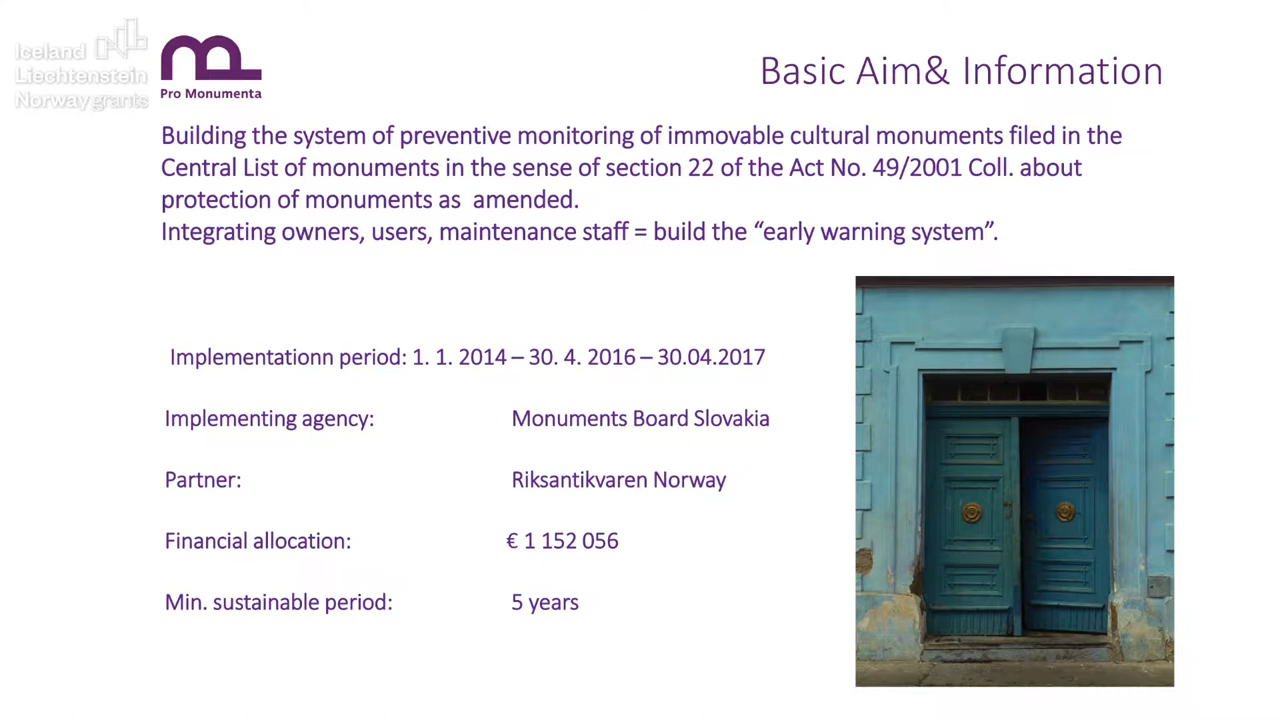 Iceland
Liechtenstein
Norway grants
Pro Monumenta
Basic Aim& Information
Building the system of preventive monitoring of immovable cultural monuments filed in the
Central List of monuments in the sense of section 22 of the Act No. 49/2001 Coll. about
protection of monuments as  amended.
Integrating owners, users, maintenance staff = build the “early warning system”.
Implementationn period: 1. 1. 2014 – 30. 4. 2016 – 30.04.2017
Implementing agency: Monuments Board Slovakia
Partner: Riksantikvaren Norway
Financial allocation: € 1 152 056
Min. sustainable period: 5 years